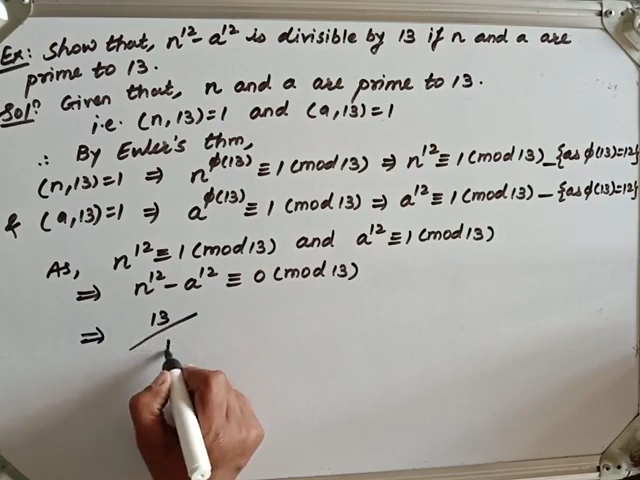 Ex: Show that, n¹² - a¹² is divisible by 13 if n and a are
prime to 13.
Solⁿ: Given that, n and a are prime to 13.
i.e. (n,13)=1 and (a,13)=1
∴ By Euler's thm,
(n,13)=1 ⇒ n^ϕ(13) ≡ 1 (mod 13) ⇒ n¹² ≡ 1 (mod 13) _ {as ϕ(13)=12}
& (a,13)=1 ⇒ a^ϕ(13) ≡ 1 (mod 13) ⇒ a¹² ≡ 1 (mod 13) – {as ϕ(13)=12}
As, n¹² ≡ 1 (mod 13) and a¹² ≡ 1 (mod 13)
⇒ n¹² - a¹² ≡ 0 (mod 13)
⇒ 13 /